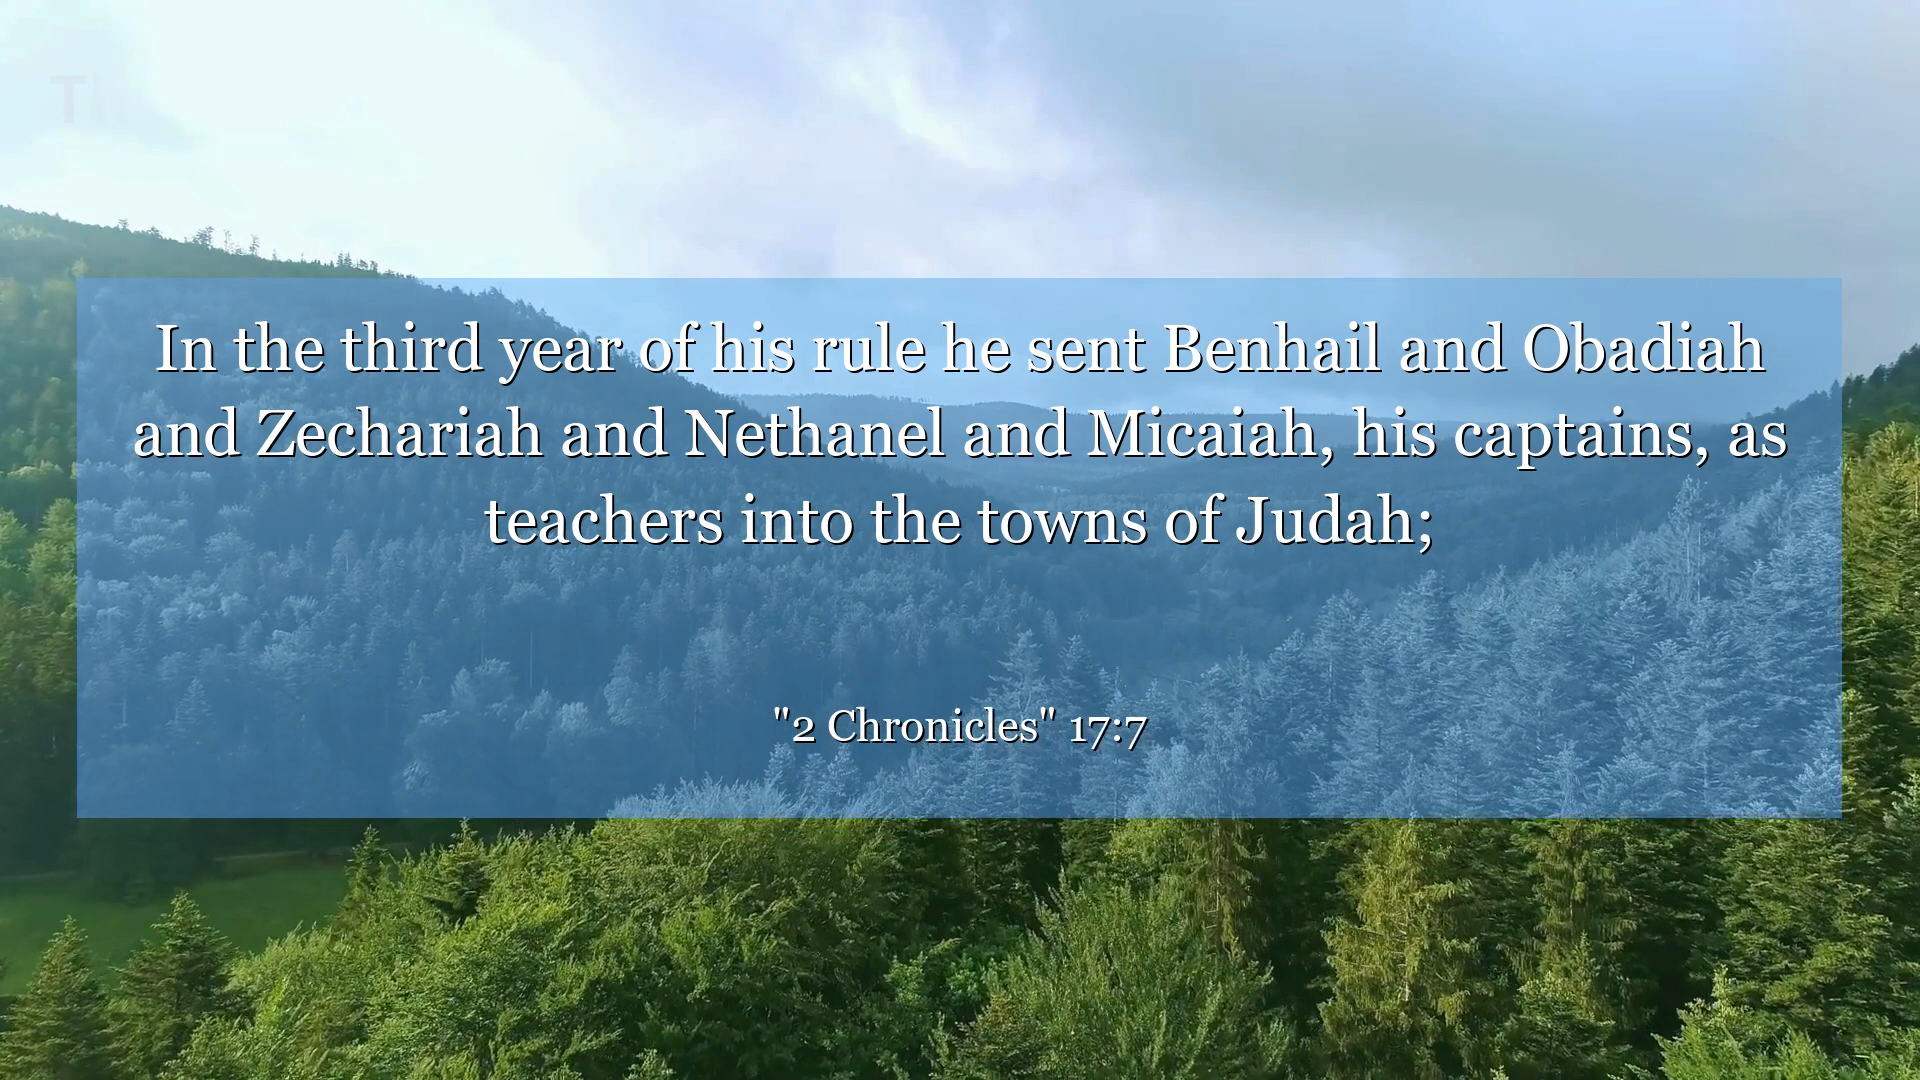 In the third year of his rule he sent Benhail and Obadiah
and Zechariah and Nethanel and Micaiah, his captains, as
teachers into the towns of Judah;
"2 Chronicles" 17:7